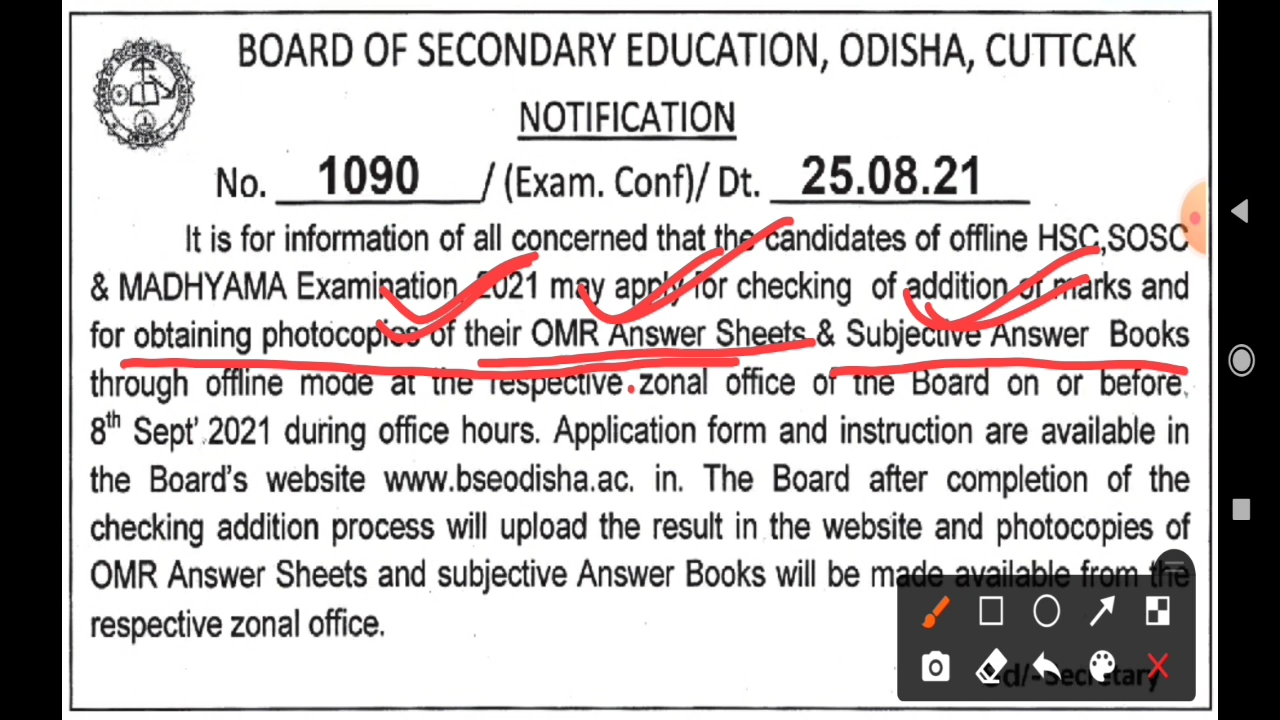 BOARD OF SECONDARY EDUCATION, ODISHA, CUTTCAK
NOTIFICATION
No. 1090 / (Exam. Conf)/ Dt. 25.08.21
It is for information of all concerned that the candidates of offline HSC,SOSC
& MADHYAMA Examination, 2021 may apply for checking of addition of marks and
for obtaining photocopies of their OMR Answer Sheets & Subjective Answer Books
through offline mode at the respective zonal office of the Board on or before
8th Sept' 2021 during office hours. Application form and instruction are available in
the Board's website www.bseodisha.ac. in. The Board after completion of the
checking addition process will upload the result in the website and photocopies of
OMR Answer Sheets and subjective Answer Books will be made available from the
respective zonal office.
Sd/-Secretary